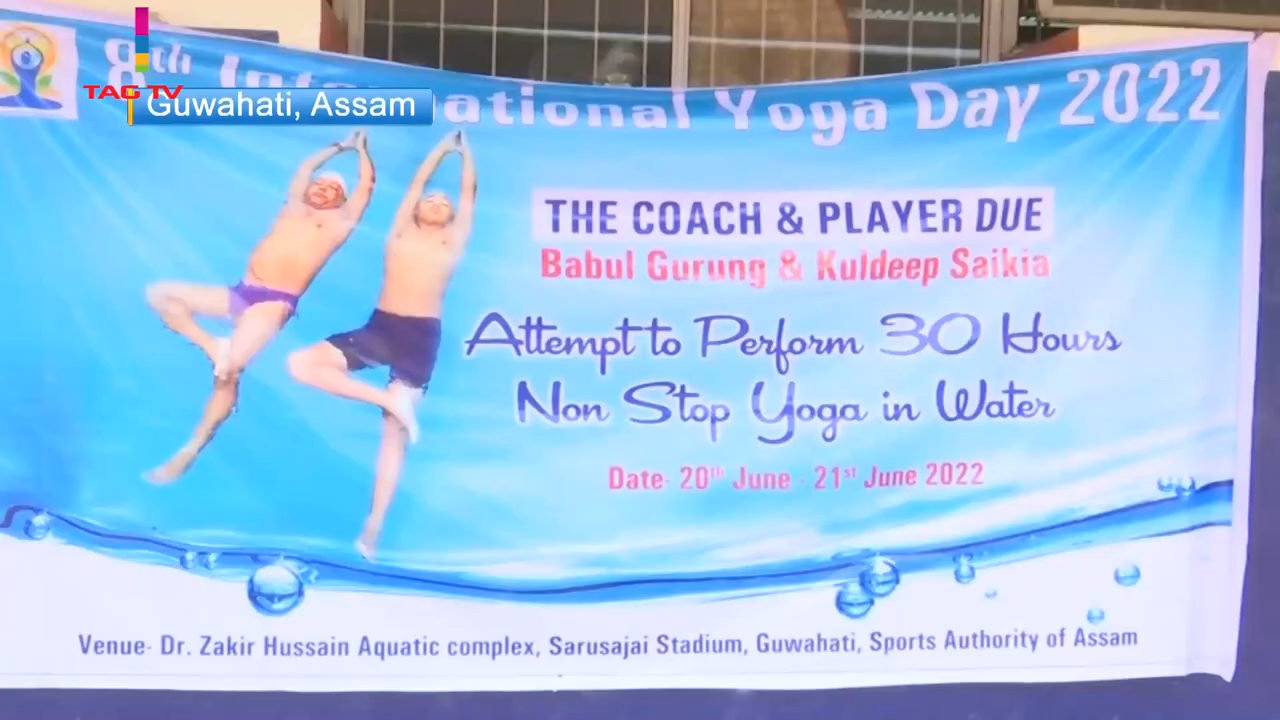 8th International Yoga Day 2022
TAG TV
Guwahati, Assam
THE COACH & PLAYER DUE
Babul Gurung & Kuldeep Saikia
Attempt to Perform 30 Hours
Non Stop Yoga in Water
Date- 20th June - 21st June 2022
Venue- Dr. Zakir Hussain Aquatic complex, Sarusajai Stadium, Guwahati, Sports Authority of Assam